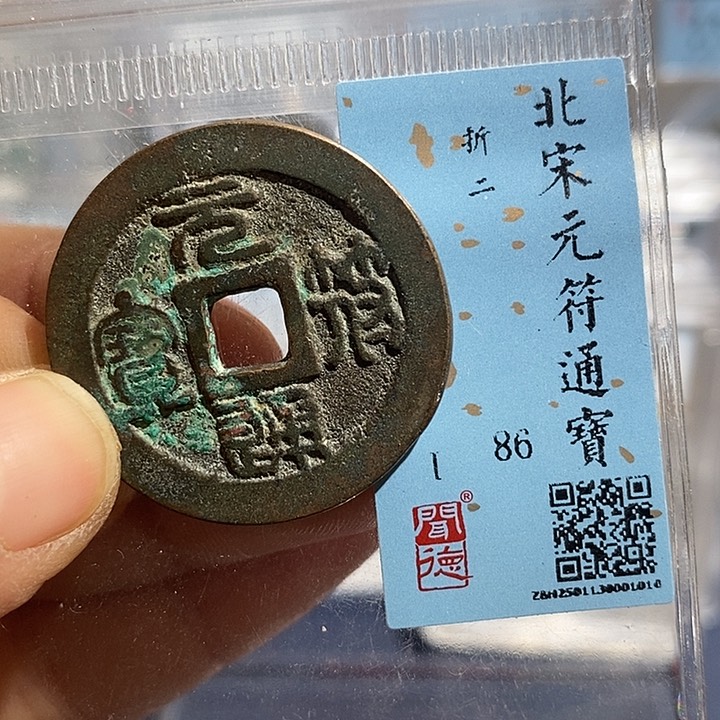 元
符
通
寶
北宋元符通寶
折二
1 86
®
聞德
ZBH2501130001010